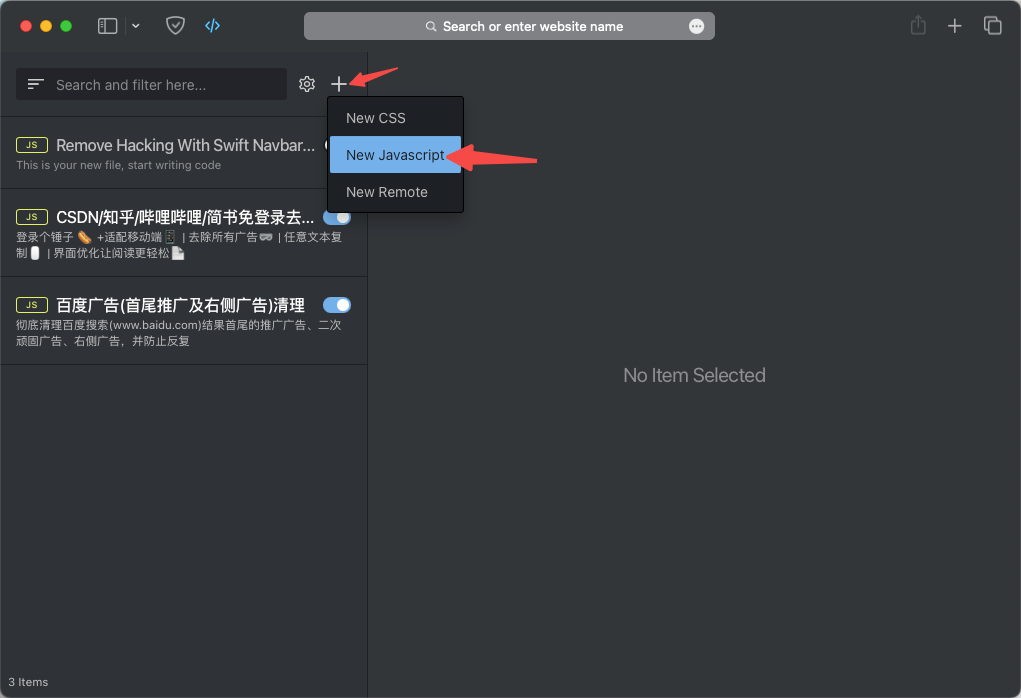 Search or enter website name
Search and filter here...
New CSS
New Javascript
New Remote
JS Remove Hacking With Swift Navbar...
This is your new file, start writing code
JS CSDN/知乎/哔哩哔哩/简书免登录去...
登录个锤子🌭 +适配移动端📱 | 去除所有广告🕶 | 任意文本复
制🥛 | 界面优化让阅读更轻松📄
JS 百度广告(首尾推广及右侧广告)清理
彻底清理百度搜索(www.baidu.com)结果首尾的推广广告、二次
顽固广告、右侧广告，并防止反复
No Item Selected
3 Items